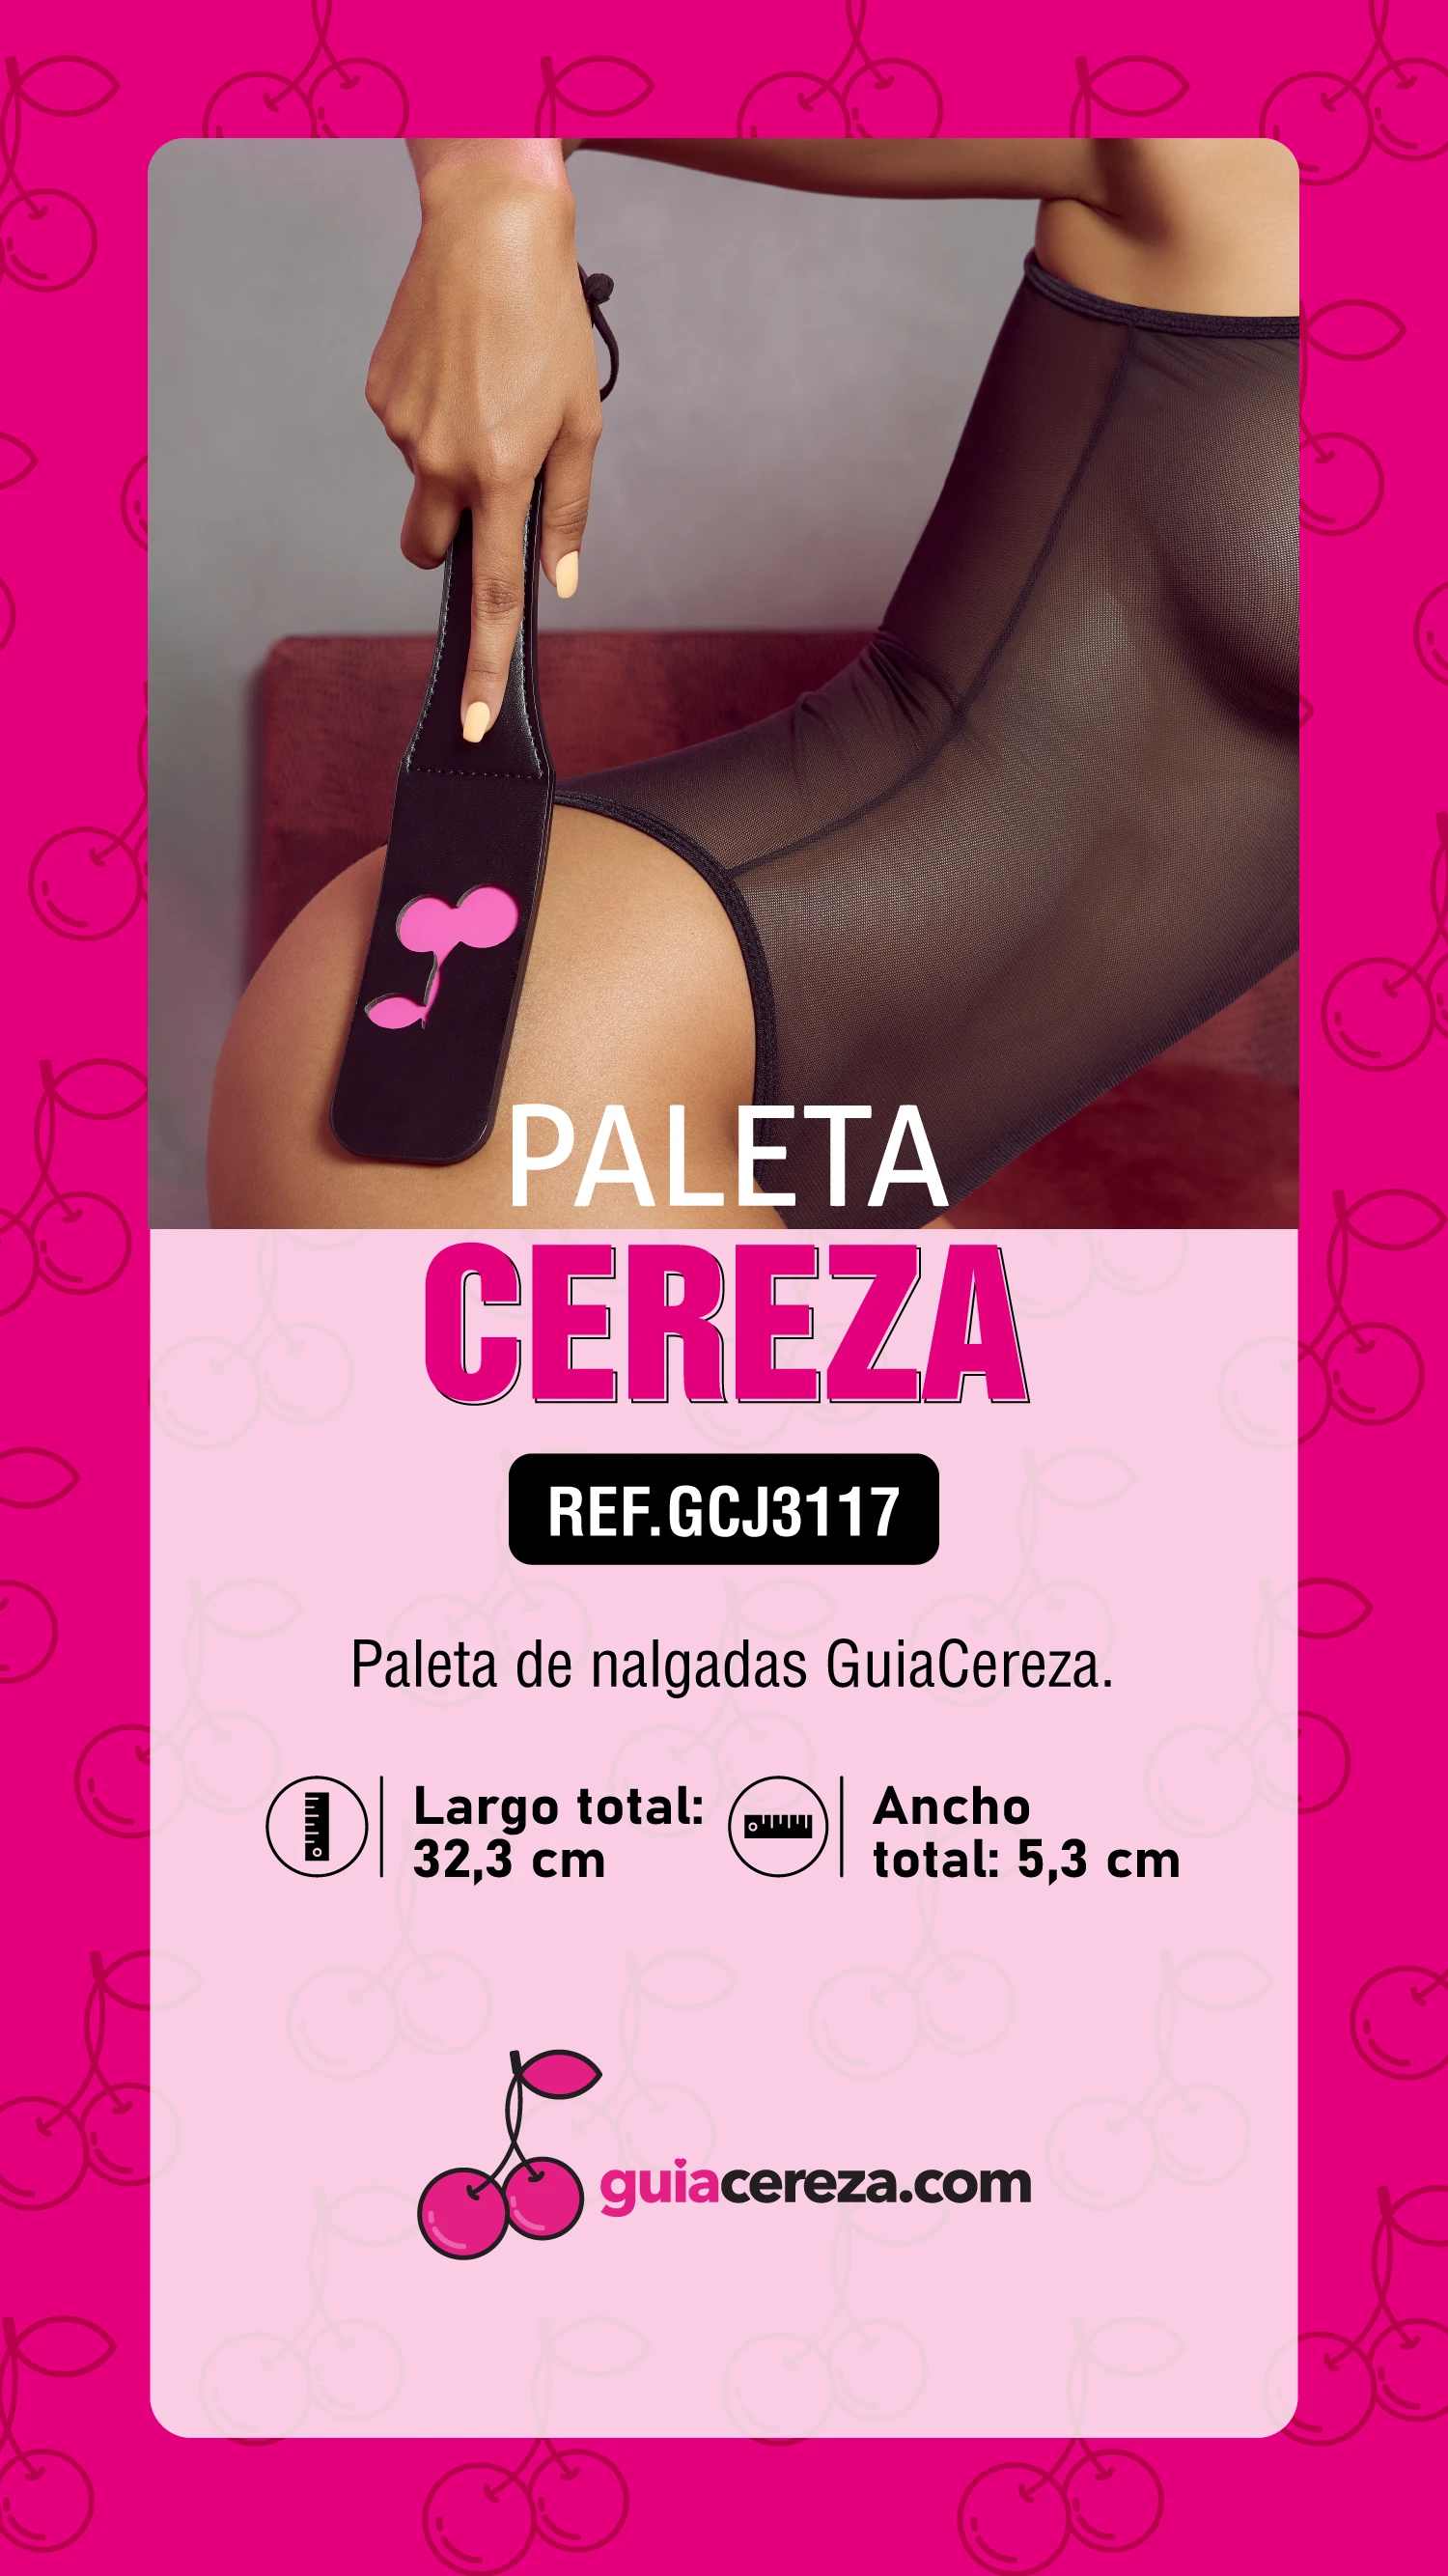 PALETA
CEREZA
REF.GCJ3117
Paleta de nalgadas GuiaCereza.
Largo total:
32,3 cm
Ancho
total: 5,3 cm
guiacereza.com